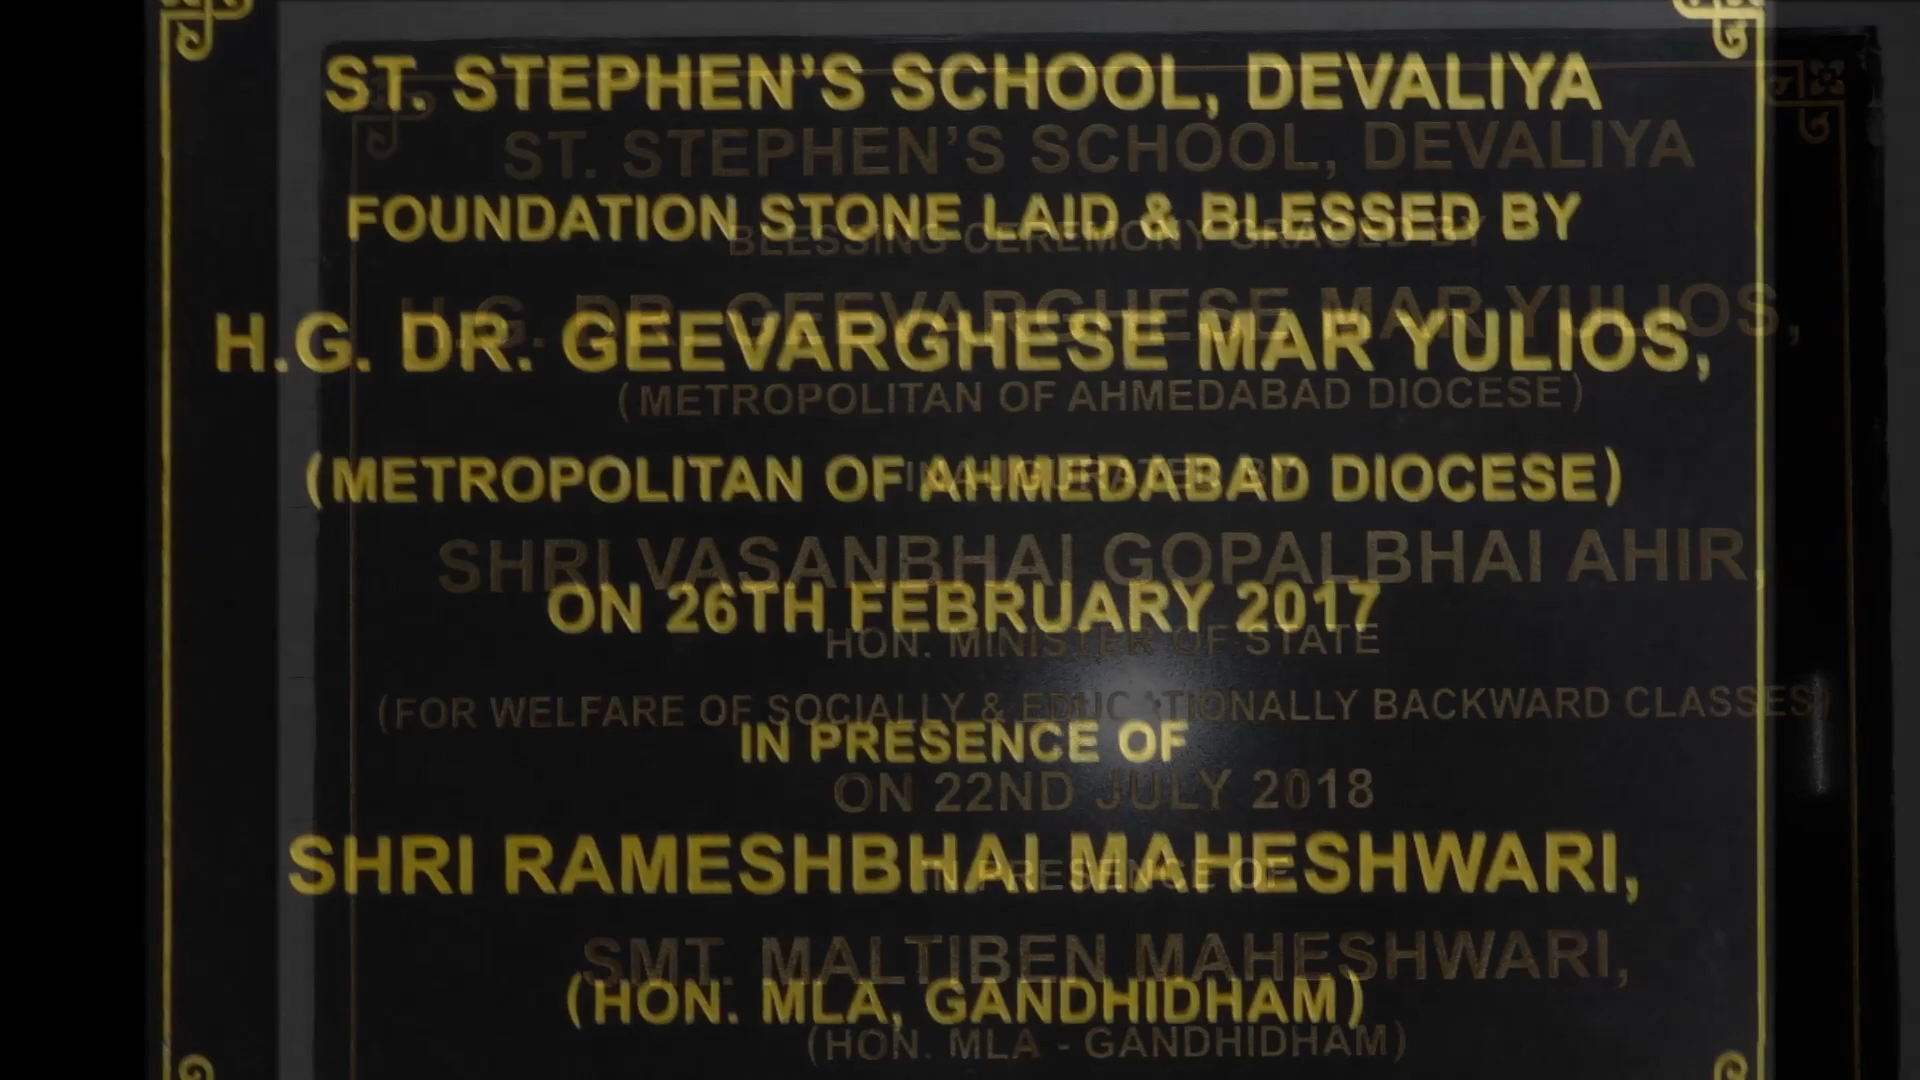 ST. STEPHEN'S SCHOOL, DEVALIYA
FOUNDATION STONE LAID & BLESSED BY
H.G. DR. GEEVARGHESE MAR YULIOS,
(METROPOLITAN OF AHMEDABAD DIOCESE)
ON 26TH FEBRUARY 2017
IN PRESENCE OF
SHRI RAMESHBHAI MAHESHWARI,
(HON. MLA, GANDHIDHAM)
ST. STEPHEN'S SCHOOL, DEVALIYA
BLESSING CEREMONY GRACED BY
H.G. DR. GEEVARGHESE MAR YULIOS,
(METROPOLITAN OF AHMEDABAD DIOCESE)
INAUGURATED BY
SHRI VASANBHAI GOPALBHAI AHIR
HON. MINISTER OF STATE
(FOR WELFARE OF SOCIALLY & EDUCATIONALLY BACKWARD CLASSES)
ON 22ND JULY 2018
IN PRESENCE OF
SMT. MALTIBEN MAHESHWARI,
(HON. MLA - GANDHIDHAM)